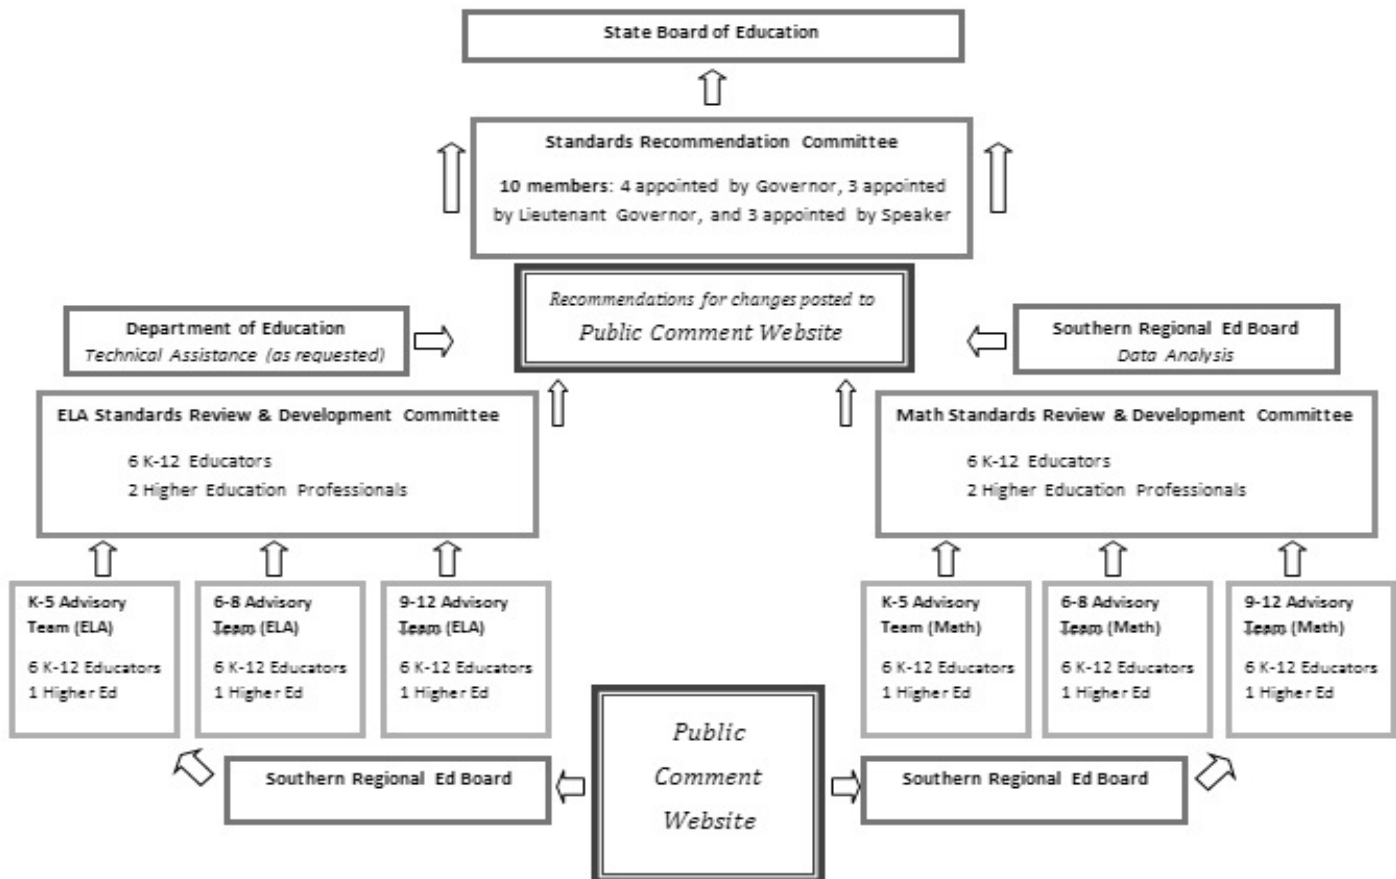 State Board of Education
Standards Recommendation Committee
10 members: 4 appointed by Governor, 3 appointed
by Lieutenant Governor, and 3 appointed by Speaker
Recommendations for changes posted to
Public Comment Website
Department of Education
Technical Assistance (as requested)
Southern Regional Ed Board
Data Analysis
ELA Standards Review & Development Committee
6 K-12 Educators
2 Higher Education Professionals
Math Standards Review & Development Committee
6 K-12 Educators
2 Higher Education Professionals
K-5 Advisory
Team (ELA)
6 K-12 Educators
1 Higher Ed
6-8 Advisory
Team (ELA)
6 K-12 Educators
1 Higher Ed
9-12 Advisory
Team (ELA)
6 K-12 Educators
1 Higher Ed
K-5 Advisory
Team (Math)
6 K-12 Educators
1 Higher Ed
6-8 Advisory
Team (Math)
6 K-12 Educators
1 Higher Ed
9-12 Advisory
Team (Math)
6 K-12 Educators
1 Higher Ed
Southern Regional Ed Board
Public
Comment
Website
Southern Regional Ed Board